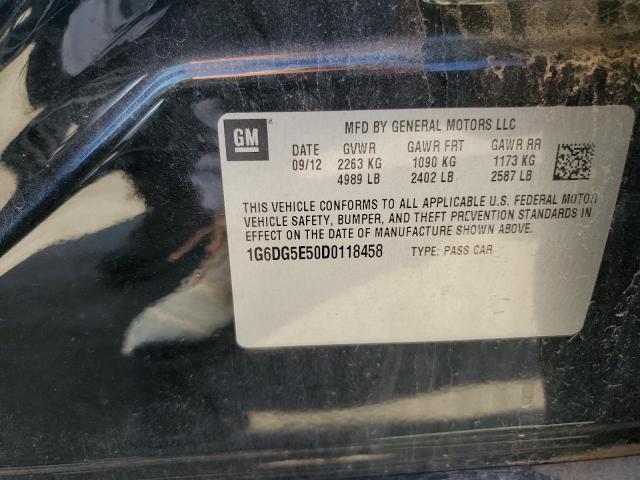 GM
MFD BY GENERAL MOTORS LLC
DATE GVWR GAWR FRT GAWR RR
09/12 2263 KG 1090 KG 1173 KG
4989 LB 2402 LB 2587 LB
THIS VEHICLE CONFORMS TO ALL APPLICABLE U.S. FEDERAL MOTOR
VEHICLE SAFETY, BUMPER, AND THEFT PREVENTION STANDARDS IN
EFFECT ON THE DATE OF MANUFACTURE SHOWN ABOVE.
1G6DG5E50D0118458 TYPE: PASS CAR